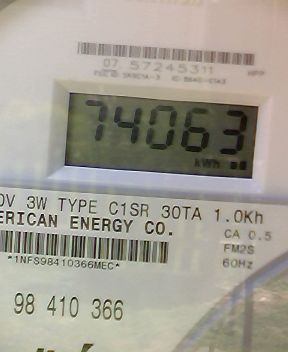 07 57245311
74063
kWh
0V 3W TYPE C1SR 30TA 1.0Kh
ERICAN ENERGY CO.
CA 0.5
FM2S
*1NFS98410366MEC*
60Hz
98 410 366